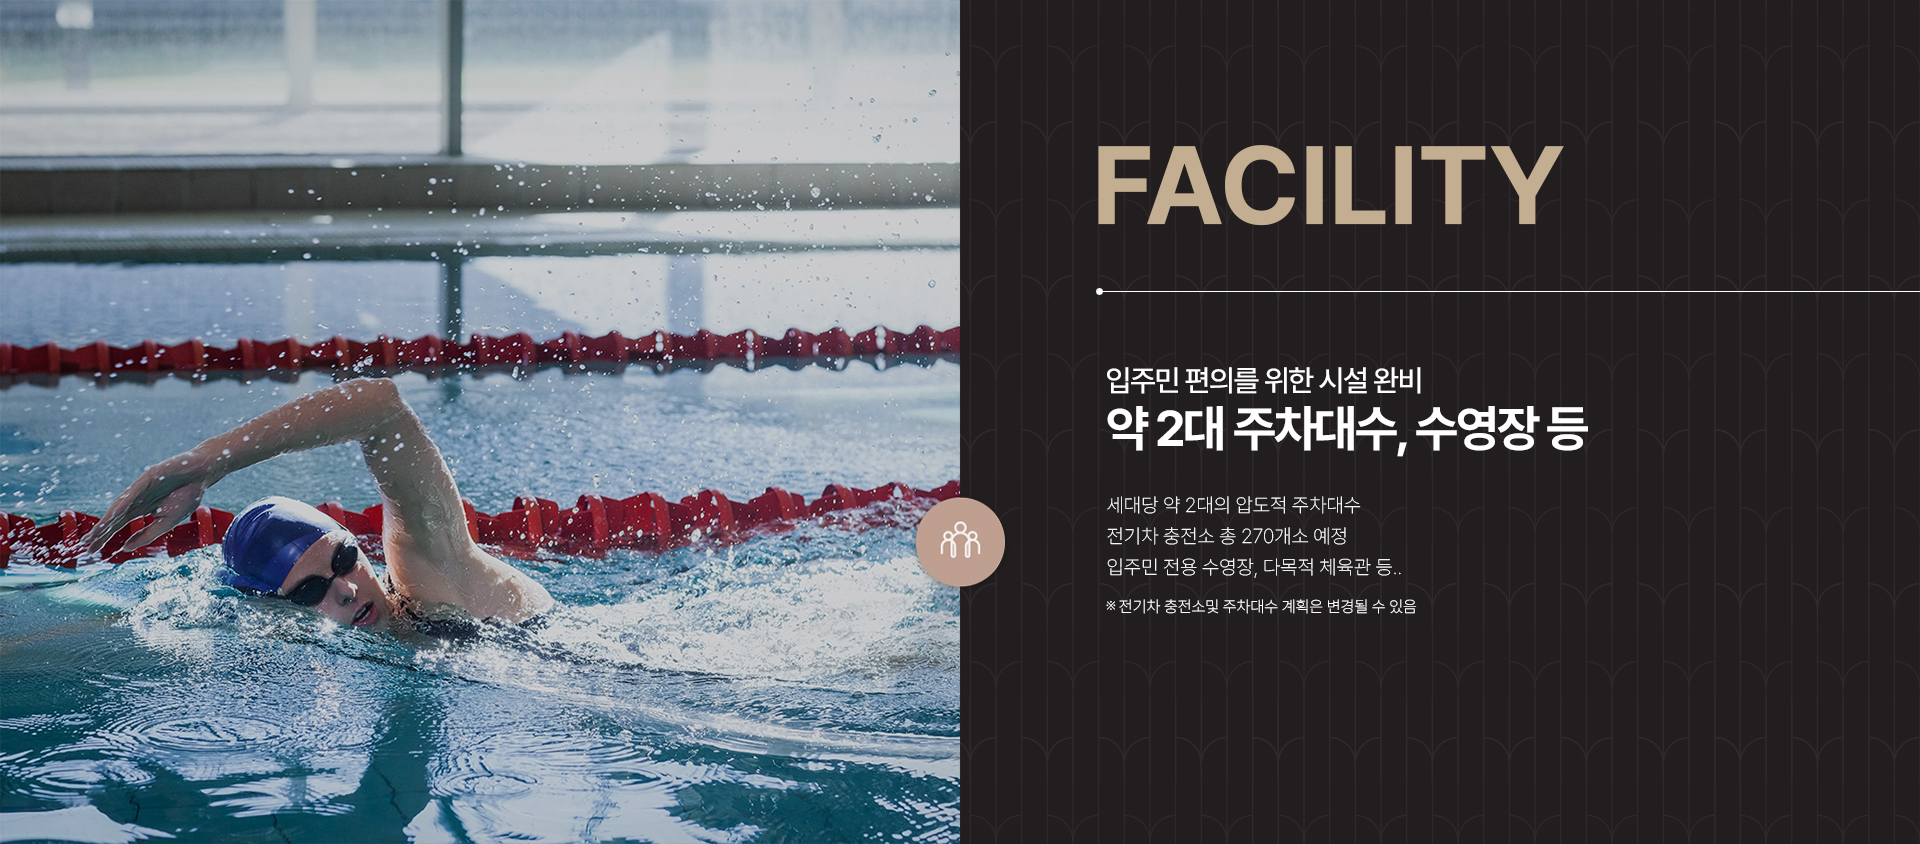 FACILITY
입주민 편의를 위한 시설 완비
약 2대 주차대수, 수영장 등
세대당 약 2대의 압도적 주차대수
전기차 충전소 총 270개소 예정
입주민 전용 수영장, 다목적 체육관 등..
※ 전기차 충전소및 주차대수 계획은 변경될 수 있음